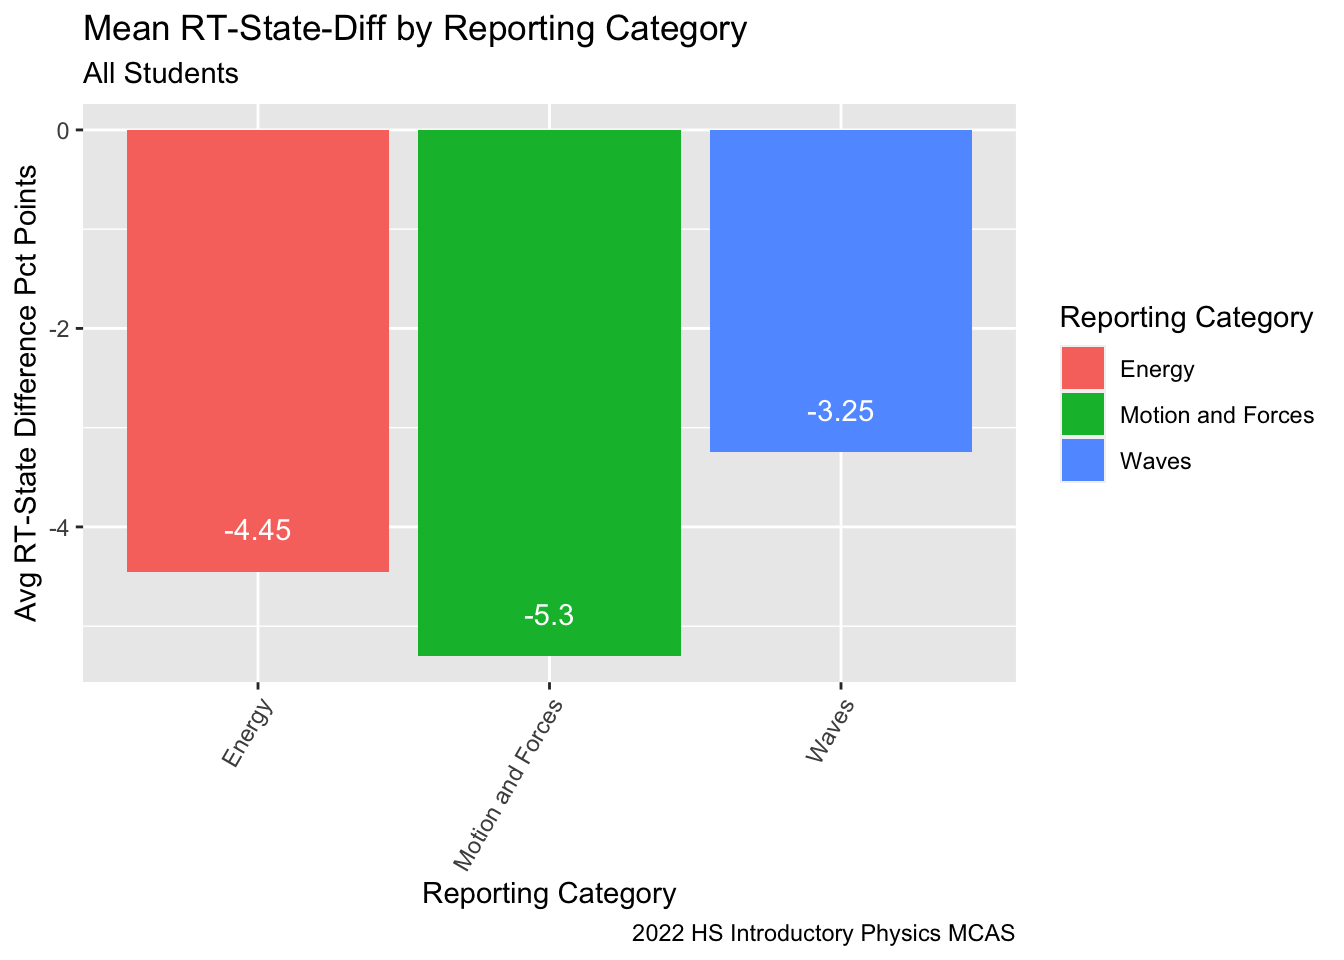 Mean RT-State-Diff by Reporting Category
All Students
Avg RT-State Difference Pct Points
0
-2
-4
-4.45
-5.3
-3.25
Energy
Motion and Forces
Waves
Reporting Category
2022 HS Introductory Physics MCAS
Reporting Category
Energy
Motion and Forces
Waves